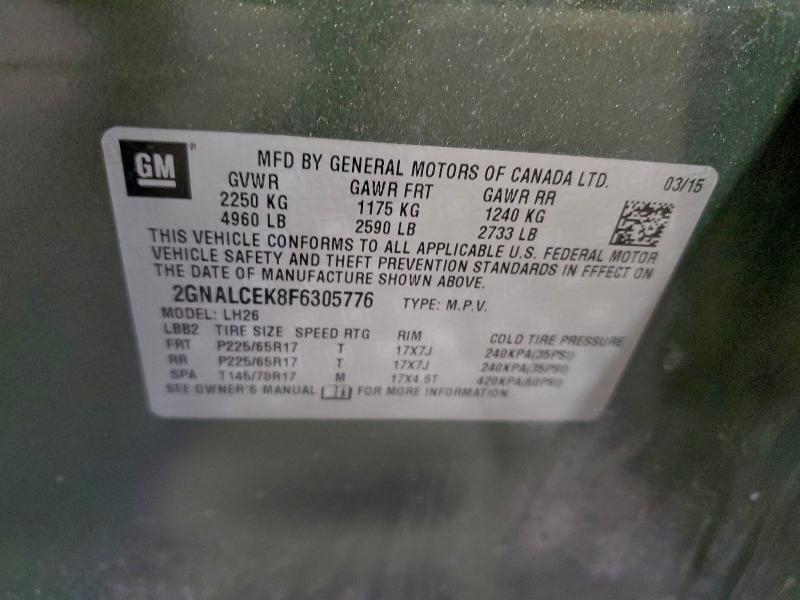 GM ®
MFD BY GENERAL MOTORS OF CANADA LTD. 03/15
GVWR GAWR FRT GAWR RR
2250 KG 1175 KG 1240 KG
4960 LB 2590 LB 2733 LB
THIS VEHICLE CONFORMS TO ALL APPLICABLE U.S. FEDERAL MOTOR
VEHICLE SAFETY AND THEFT PREVENTION STANDARDS IN EFFECT ON
THE DATE OF MANUFACTURE SHOWN ABOVE.
2GNALCEK8F6305776 TYPE: M.P.V.
MODEL: LH26
LBB2 TIRE SIZE SPEED RTG RIM COLD TIRE PRESSURE
FRT P225/65R17 T 17X7J 240KPA(35PSI)
RR P225/65R17 T 17X7J 240KPA(35PSI)
SPA T145/70R17 M 17X4.5T 420KPA(60PSI)
SEE OWNER'S MANUAL FOR MORE INFORMATION.